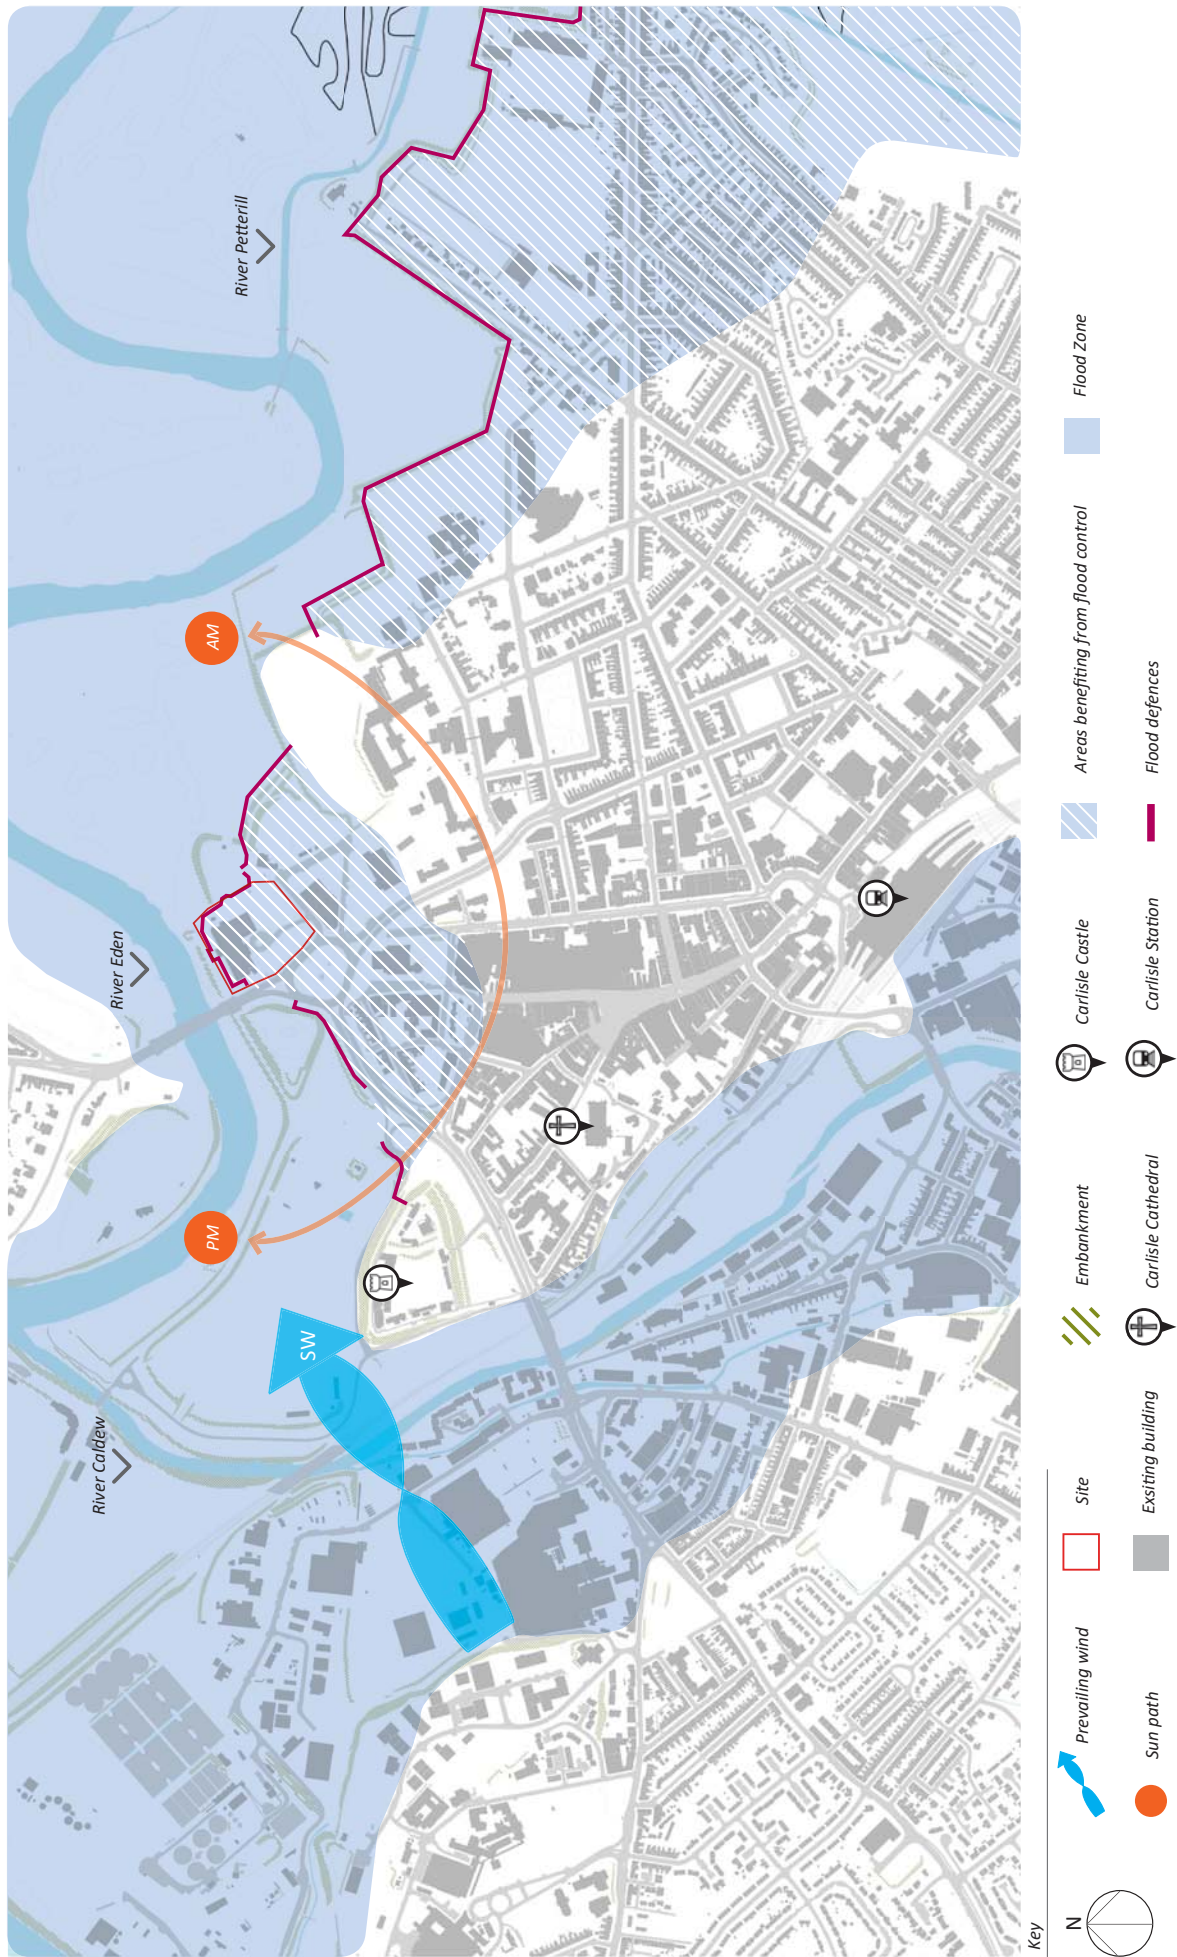 River Caldew
River Eden
River Petterill
PM
AM
SW
Key
N
Prevailing wind
Site
Embankment
Carlisle Castle
Areas benefiting from flood control
Flood Zone
Sun path
Exsiting building
Carlisle Cathedral
Carlisle Station
Flood defences